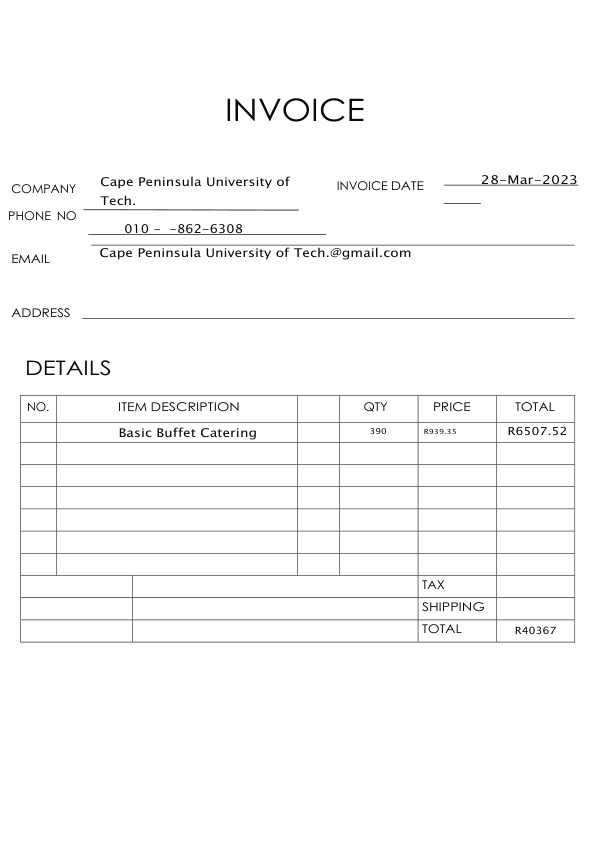 INVOICE
COMPANY Cape Peninsula University of Tech. INVOICE DATE 28-Mar-2023
PHONE NO 010 - -862-6308
EMAIL Cape Peninsula University of Tech.@gmail.com
ADDRESS
DETAILS
NO. ITEM DESCRIPTION QTY PRICE TOTAL
Basic Buffet Catering 390 R939.35 R6507.52
TAX
SHIPPING
TOTAL R40367